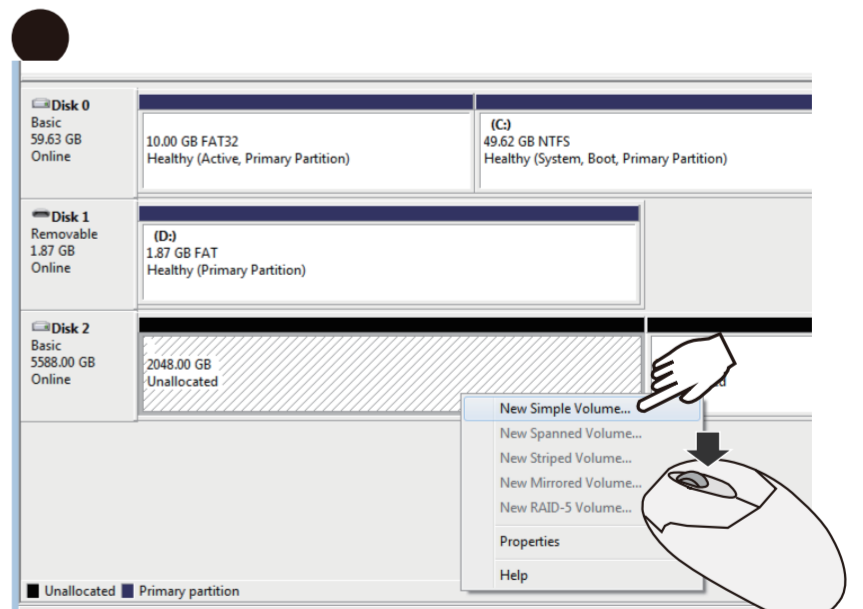 Disk 0
Basic
59.63 GB
Online
10.00 GB FAT32
Healthy (Active, Primary Partition)
(C:)
49.62 GB NTFS
Healthy (System, Boot, Primary Partition)
Disk 1
Removable
1.87 GB
Online
(D:)
1.87 GB FAT
Healthy (Primary Partition)
Disk 2
Basic
5588.00 GB
Online
2048.00 GB
Unallocated
New Simple Volume...
New Spanned Volume...
New Striped Volume...
New Mirrored Volume...
New RAID-5 Volume...
Properties
Help
Unallocated
Primary partition